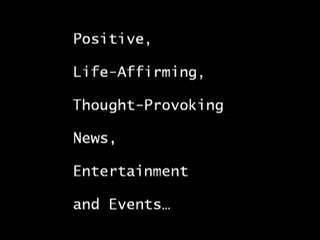 Positive,
Life-Affirming,
Thought-Provoking
News,
Entertainment
and Events…